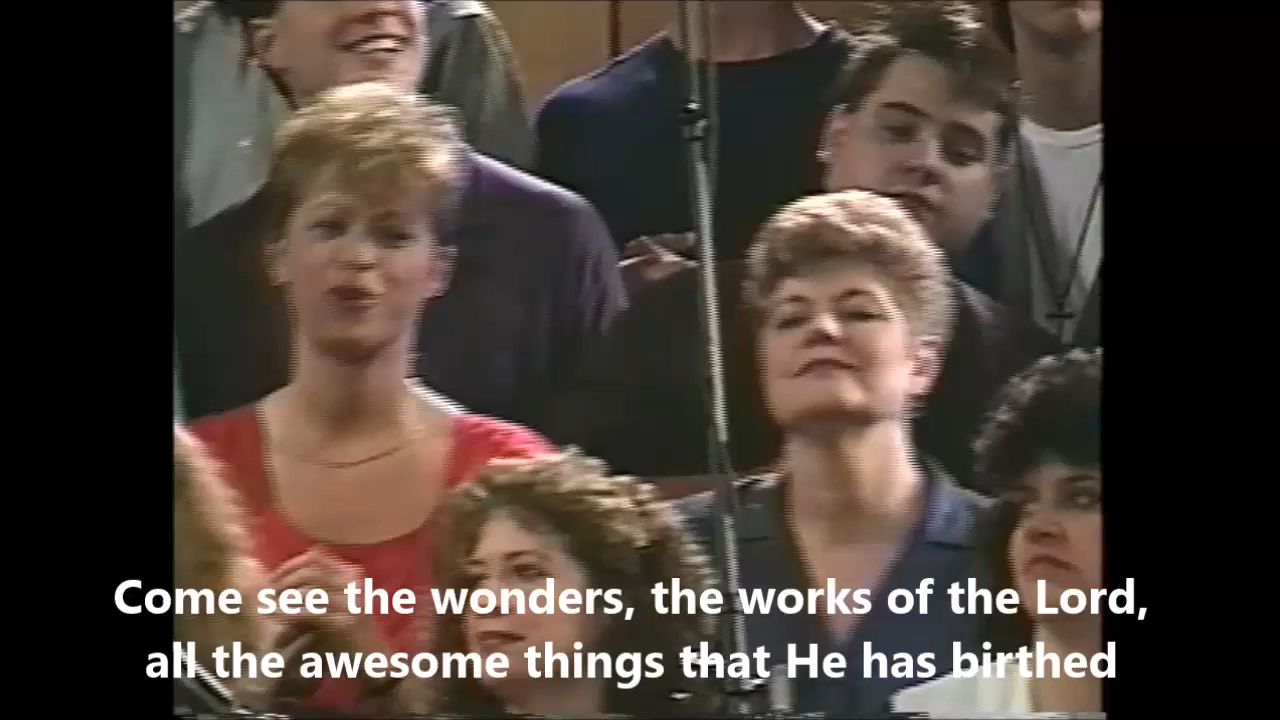 Come see the wonders, the works of the Lord,
all the awesome things that He has birthed